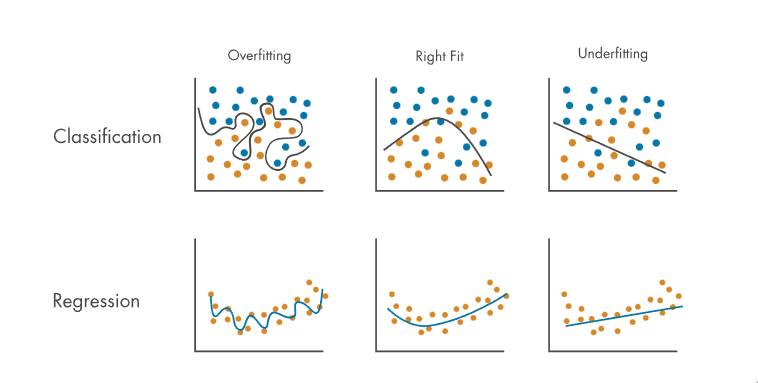 Overfitting
Right Fit
Underfitting
Classification
Regression